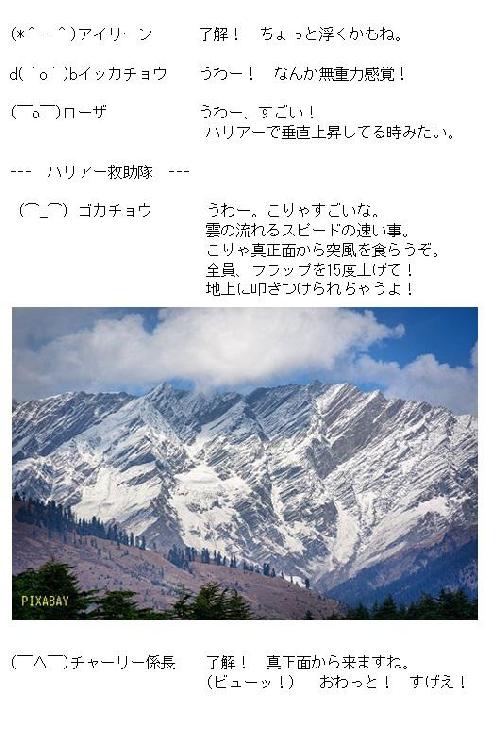 (*＾－＾)アイリーン　　了解！　ちょっと浮くかもね。
d(｀o｀)bイッカチョウ　　うわー！　なんか無重力感覚！
(￣o￣)ローザ　　うわー、すごい！
ハリアーで垂直上昇してる時みたい。
---　ハリアー救助隊　---
(⌒_⌒) ゴカチョウ　　うわー。こりゃすごいな。
雲の流れるスピードの速い事。
こりゃ真正面から突風を食らうぞ。
全員、フラップを15度上げて！
地上に叩きつけられちゃうよ！
PIXABAY
(￣へ￣)チャーリー係長　　了解！　真下面から来ますね。
(ビューッ！)　おわっと！　すげえ！